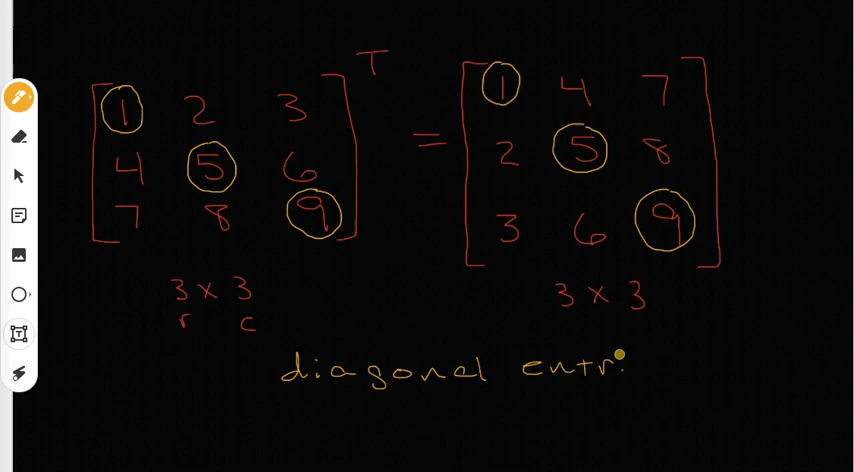 1 2 3 T = 1 4 7
4 5 6 2 5 8
7 8 9 3 6 9
3 x 3 3 x 3
r c
diagonal entr